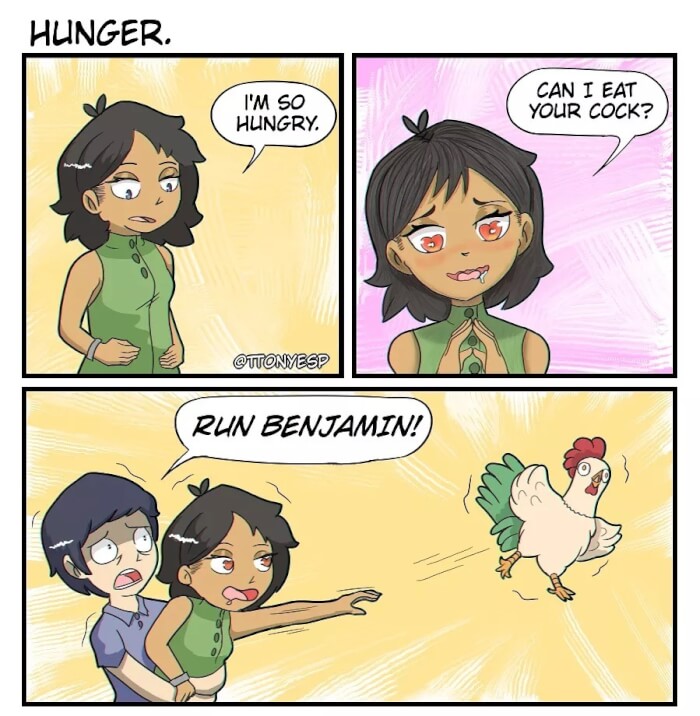 HUNGER.
I'M SO
HUNGRY.
@TTONYESP
CAN I EAT
YOUR COCK?
RUN BENJAMIN!